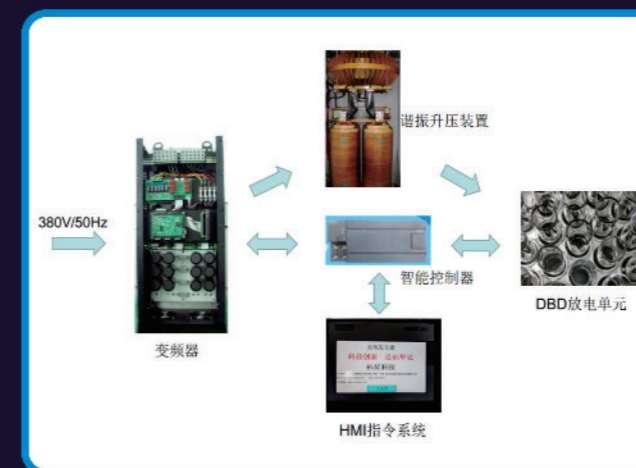 谐振升压装置
380V/50Hz
智能控制器
DBD放电单元
变频器
科技创新
HMI指令系统